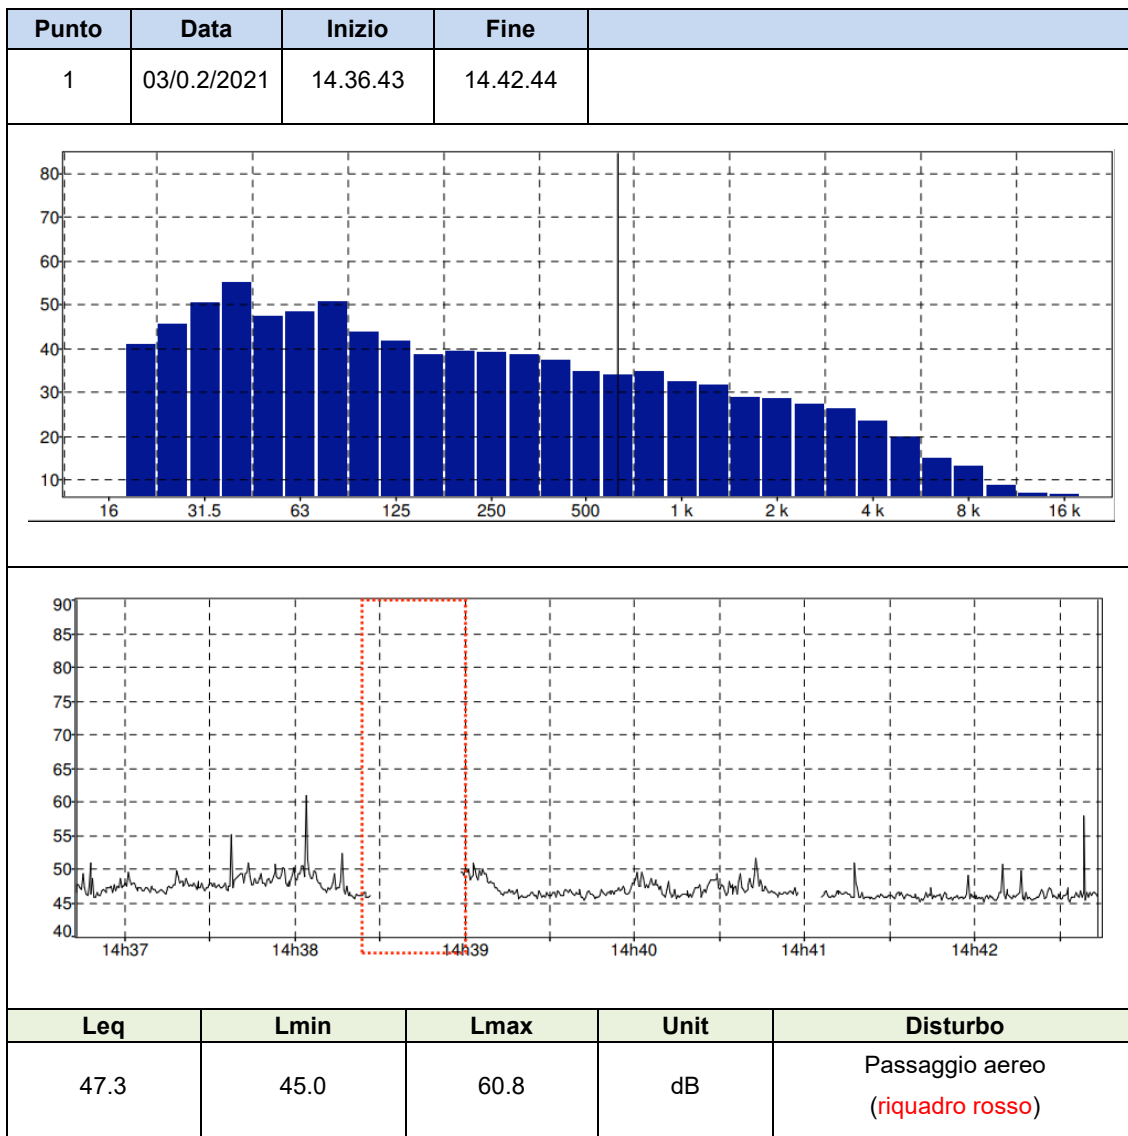 Punto Data Inizio Fine
1 03/0.2/2021 14.36.43 14.42.44
80
70
60
50
40
30
20
10
16 31.5 63 125 250 500 1 k 2 k 4 k 8 k 16 k
90
85
80
75
70
65
60
55
50
45
40
14h37 14h38 14h39 14h40 14h41 14h42
Leq Lmin Lmax Unit Disturbo
47.3 45.0 60.8 dB Passaggio aereo
(riquadro rosso)